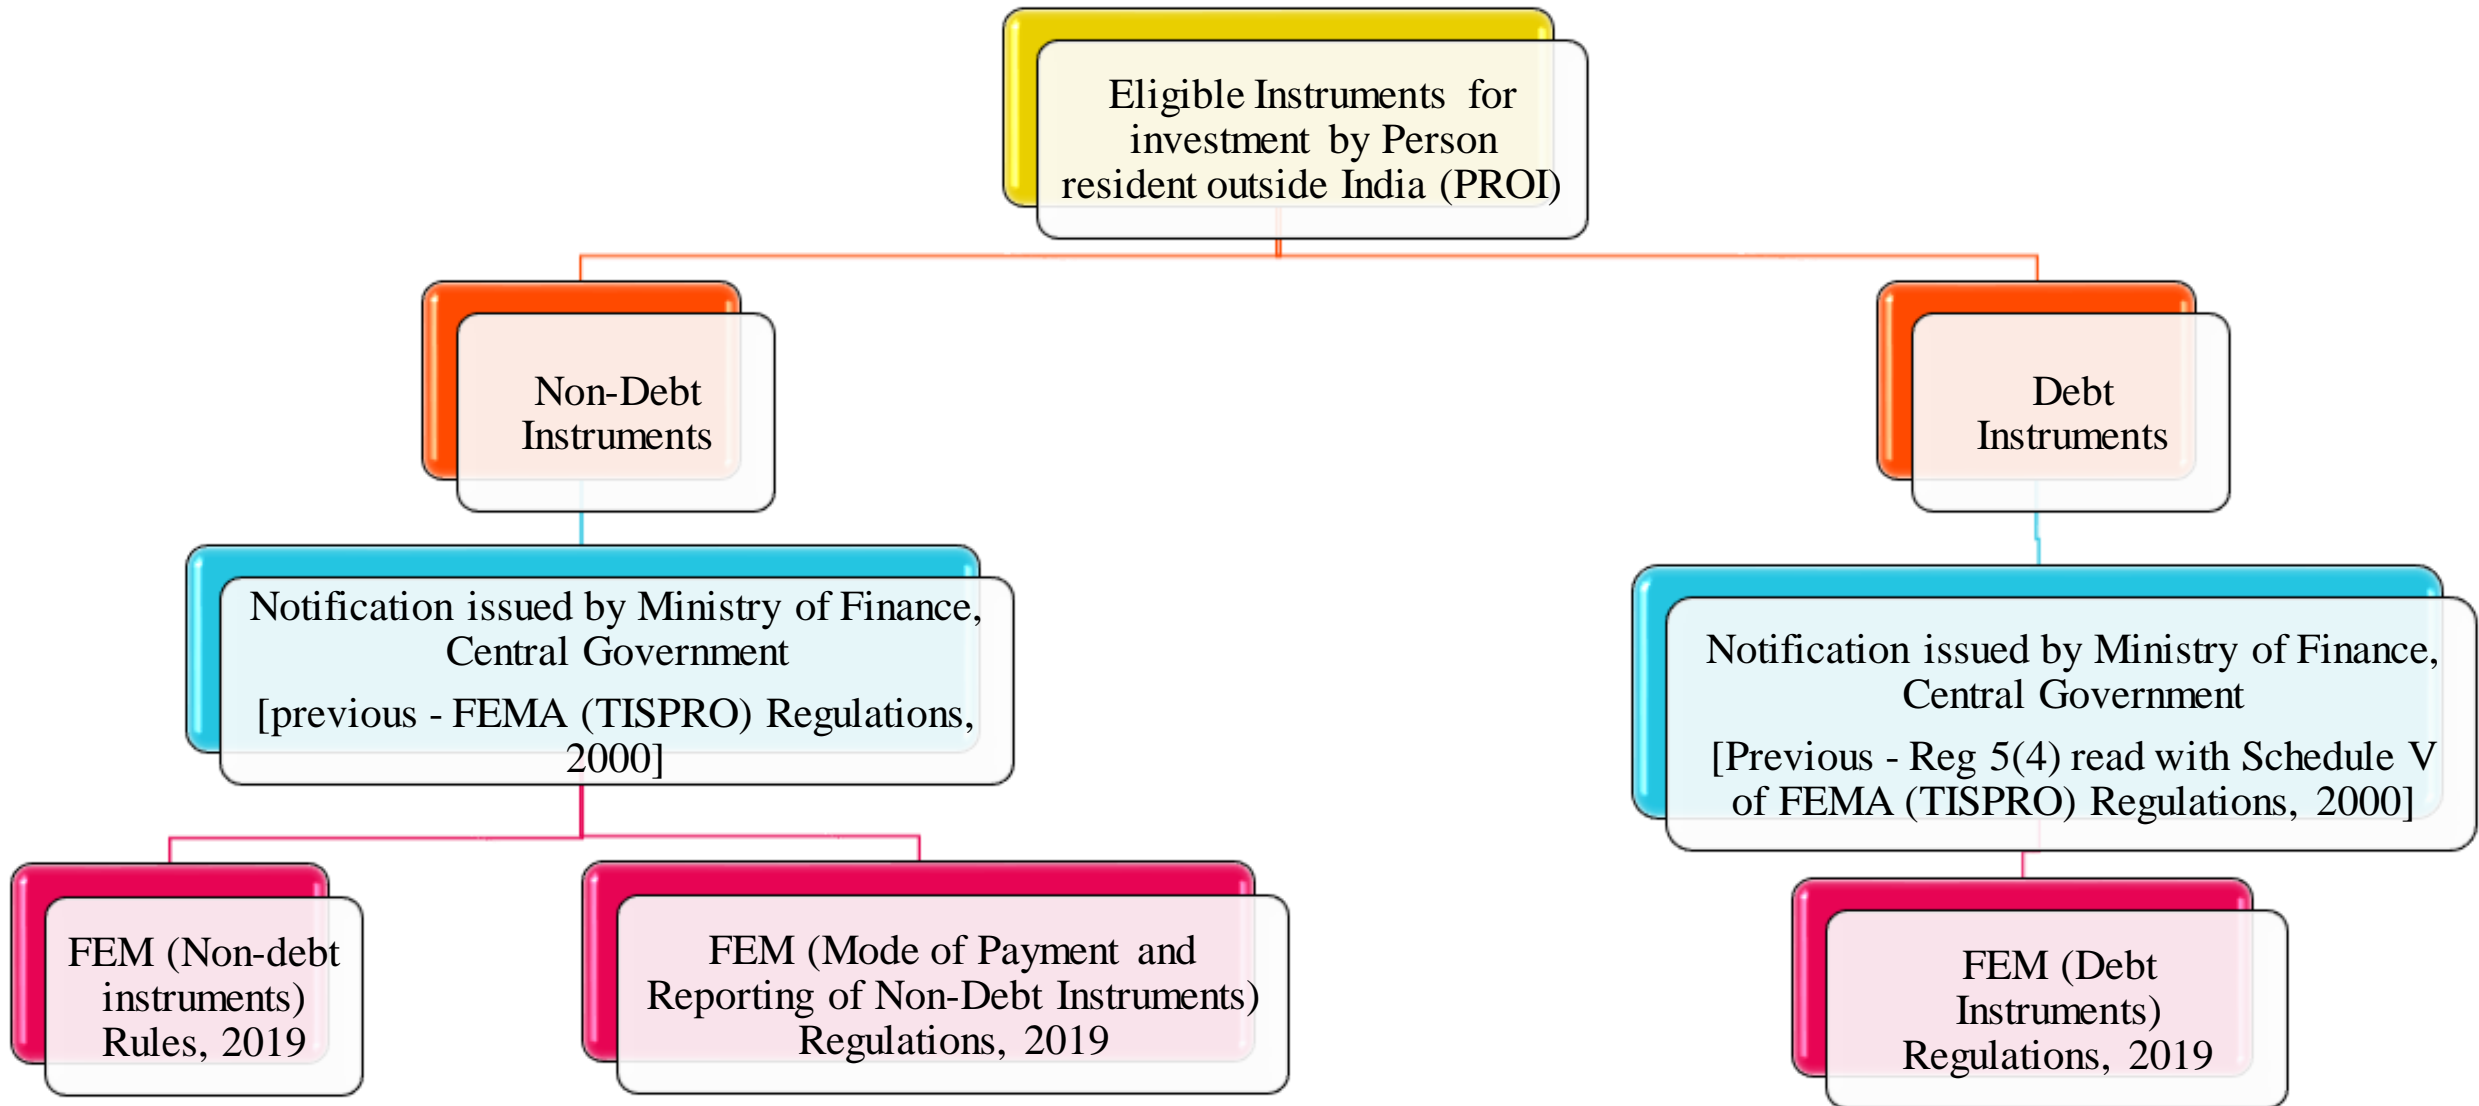 Eligible Instruments for
investment by Person
resident outside India (PROI)
Non-Debt
Instruments
Debt
Instruments
Notification issued by Ministry of Finance,
Central Government
[previous - FEMA (TISPRO) Regulations,
2000]
Notification issued by Ministry of Finance,
Central Government
[Previous - Reg 5(4) read with Schedule V
of FEMA (TISPRO) Regulations, 2000]
FEM (Non-debt
instruments)
Rules, 2019
FEM (Mode of Payment and
Reporting of Non-Debt Instruments)
Regulations, 2019
FEM (Debt
Instruments)
Regulations, 2019